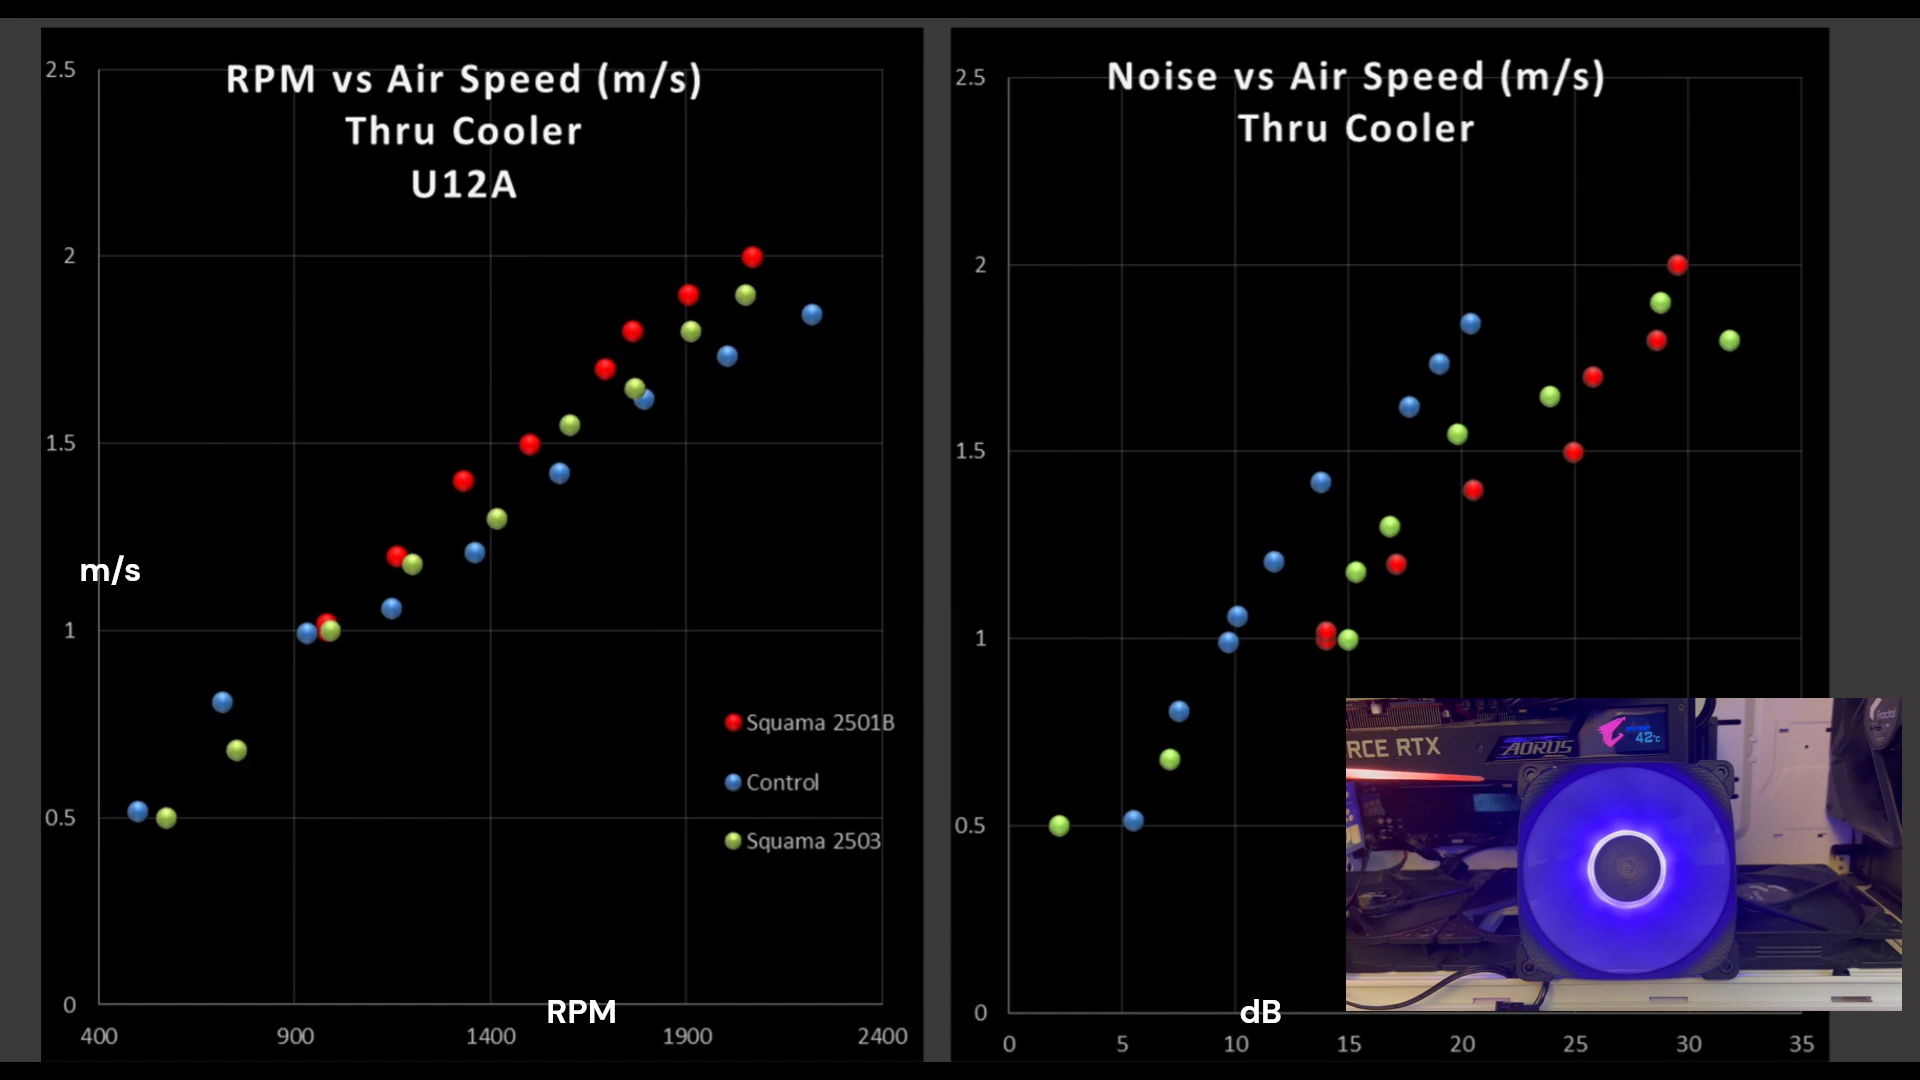 RPM vs Air Speed (m/s)
Thru Cooler
U12A
2.5
2
1.5
m/s
1
0.5
0
400
900
1400
1900
2400
RPM
Squama 2501B
Control
Squama 2503
Noise vs Air Speed (m/s)
Thru Cooler
2.5
2
1.5
1
0.5
0
0
5
10
15
20
25
30
35
dB
RCE RTX
AORUS
42°C
Fractal